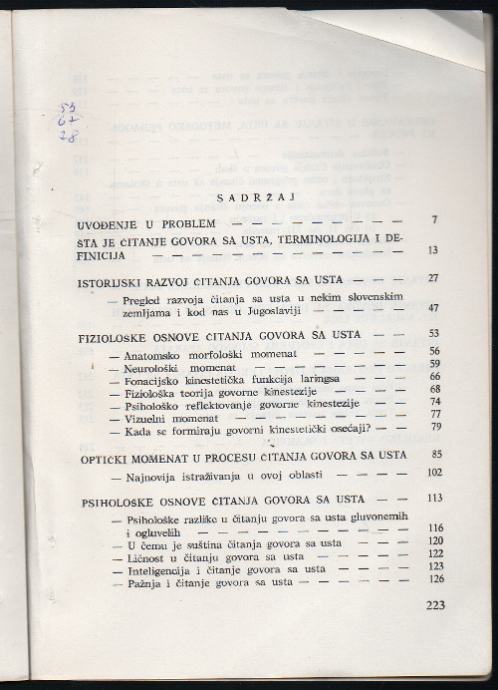 53
67
78
SADRŽAJ
UVOĐENJE U PROBLEM — — — — — — — — 7
ŠTA JE ČITANJE GOVORA SA USTA, TERMINOLOGIJA I DE-
FINICIJA — — — — — — — — — — — 13
ISTORIJSKI RAZVOJ ČITANJA GOVORA SA USTA — — — 27
— Pregled razvoja čitanja sa usta u nekim slovenskim
zemljama i kod nas u Jugoslaviji — — — — — 47
FIZIOLOŠKE OSNOVE ČITANJA GOVORA SA USTA — — 53
— Anatomsko morfološki momenat — — — — — 56
— Neurološki momenat — — — — — — — — 59
— Fonacijsko kinestetička funkcija laringsa — — — 66
— Fiziološka teorija govorne kinestezije — — — — 68
— Psihološko reflektovanje govorne kinestezije — — 74
— Vizuelni momenat — — — — — — — — — 77
— Kada se formiraju govorni kinestetički osećaji? — — 79
OPTIČKI MOMENAT U PROCESU ČITANJA GOVORA SA USTA 85
— Najnovija istraživanja u ovoj oblasti — — — — 102
PSIHOLOŠKE OSNOVE ČITANJA GOVORA SA USTA — — 113
— Psihološke razlike u čitanju govora sa usta gluvonemih
i ogluvelih — — — — — — — — — — 116
— U čemu je suština čitanja govora sa usta — — — 120
— Ličnost u čitanju govora sa usta — — — — — 122
— Inteligencija i čitanje govora sa usta — — — — 123
— Pažnja i čitanje govora sa usta — — — — — 126
223